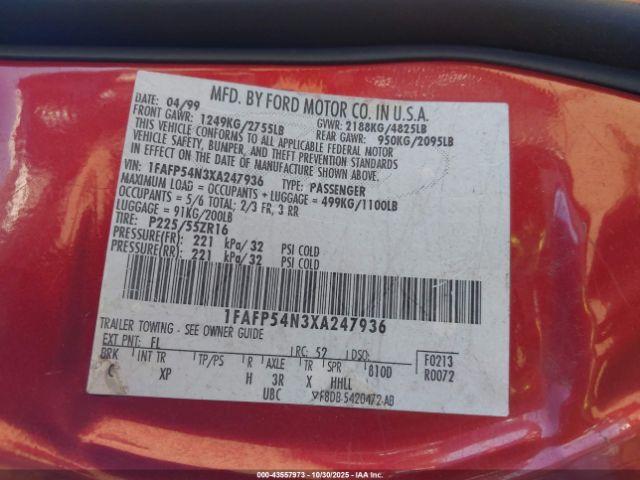 MFD. BY FORD MOTOR CO. IN U.S.A.
DATE: 04/99 GVWR: 2188KG/4825LB
FRONT GAWR: 1249KG/2755LB REAR GAWR: 950KG/2095LB
THIS VEHICLE CONFORMS TO ALL APPLICABLE FEDERAL MOTOR
VEHICLE SAFETY, BUMPER, AND THEFT PREVENTION STANDARDS
IN EFFECT ON THE DATE OF MANUFACTURE SHOWN ABOVE.
VIN: 1FAFP54N3XA247936 TYPE: PASSENGER
MAXIMUM LOAD = OCCUPANTS + LUGGAGE = 499KG/1100LB
OCCUPANTS = 5/6 TOTAL; 2/3 FR, 3 RR
LUGGAGE = 91KG/200LB
TIRE: P225/55ZR16
PRESSURE(FR): 221 kPa/32 PSI COLD
PRESSURE(RR): 221 kPa/32 PSI COLD
1FAFP54N3XA247936
TRAILER TOWING - SEE OWNER GUIDE
EXT PNT: FL RC: 52 DSO: F0213
BRK INT TR TP/PS R AXLE TR SPR 810D R0072
C XP H 3R X HHLL
UBC F8DB-5420472-AB
10-43557973 - 10/30/2025 - IAAI.COM